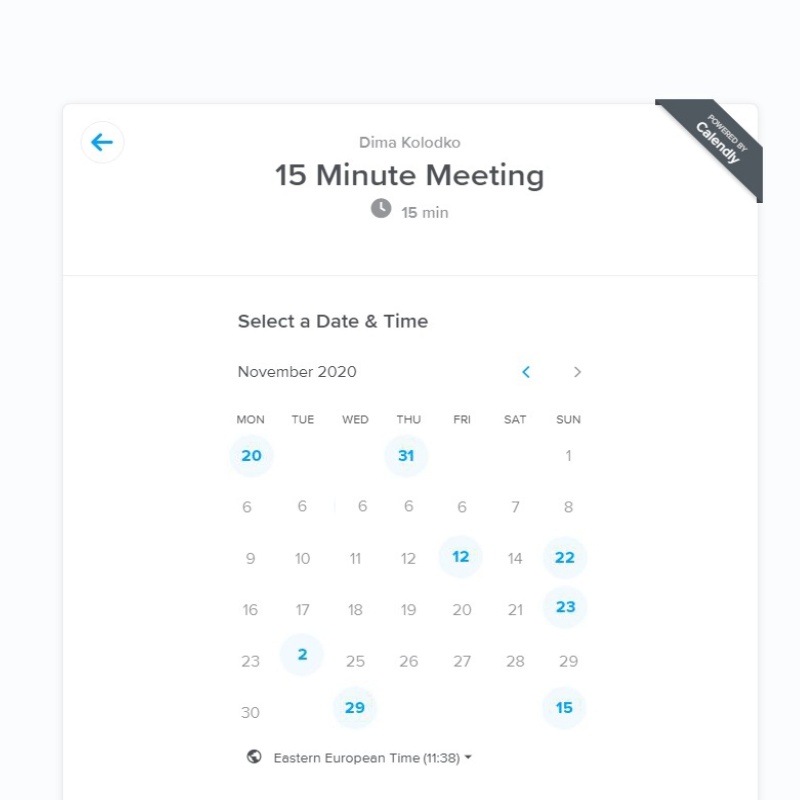 POWERED BY
Calendly
Dima Kolodko
15 Minute Meeting
15 min
Select a Date & Time
November 2020
MON TUE WED THU FRI SAT SUN
20 31 1
6 6 6 6 6 7 8
9 10 11 12 12 14 22
16 17 18 19 20 21 23
23 2 25 26 27 28 29
30 29 15
Eastern European Time (11:38)